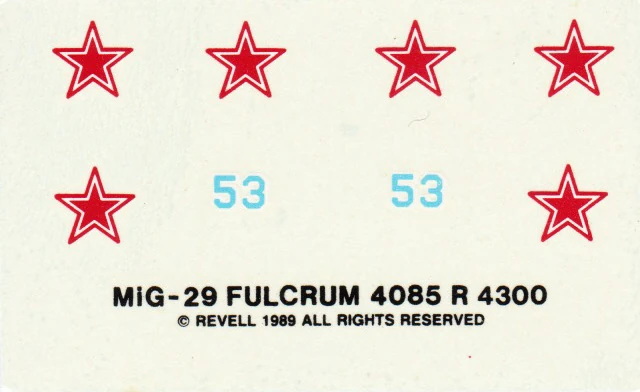 53 53
MiG-29 FULCRUM 4085 R 4300
© REVELL 1989 ALL RIGHTS RESERVED